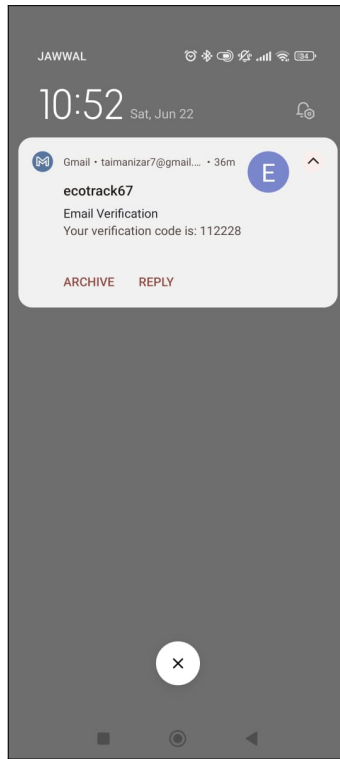 JAWWAL 34
10:52 Sat, Jun 22
Gmail • taimanizar7@gmail.... • 36m
E
ecotrack67
Email Verification
Your verification code is: 112228
ARCHIVE REPLY